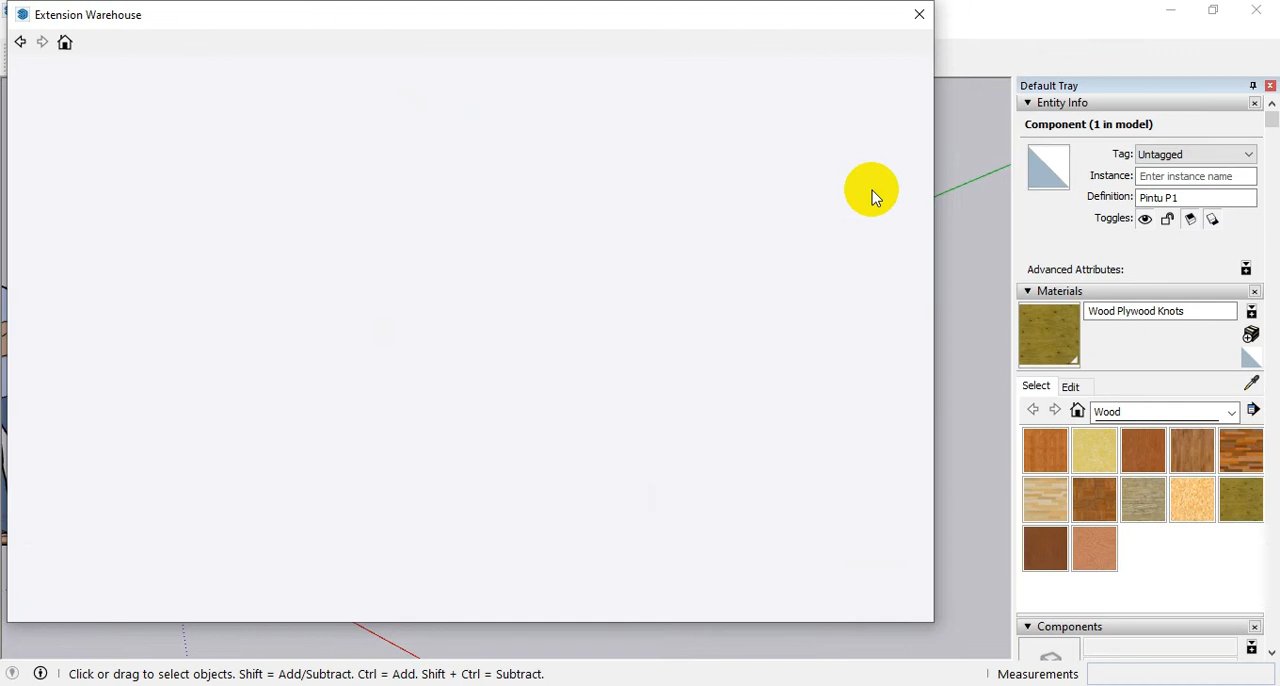 Extension Warehouse
Default Tray
Entity Info
Component (1 in model)
Tag: Untagged
Instance: Enter instance name
Definition: Pintu P1
Toggles:
Advanced Attributes:
Materials
Wood Plywood Knots
Select Edit
Wood
Components
Click or drag to select objects. Shift = Add/Subtract. Ctrl = Add. Shift + Ctrl = Subtract.
Measurements